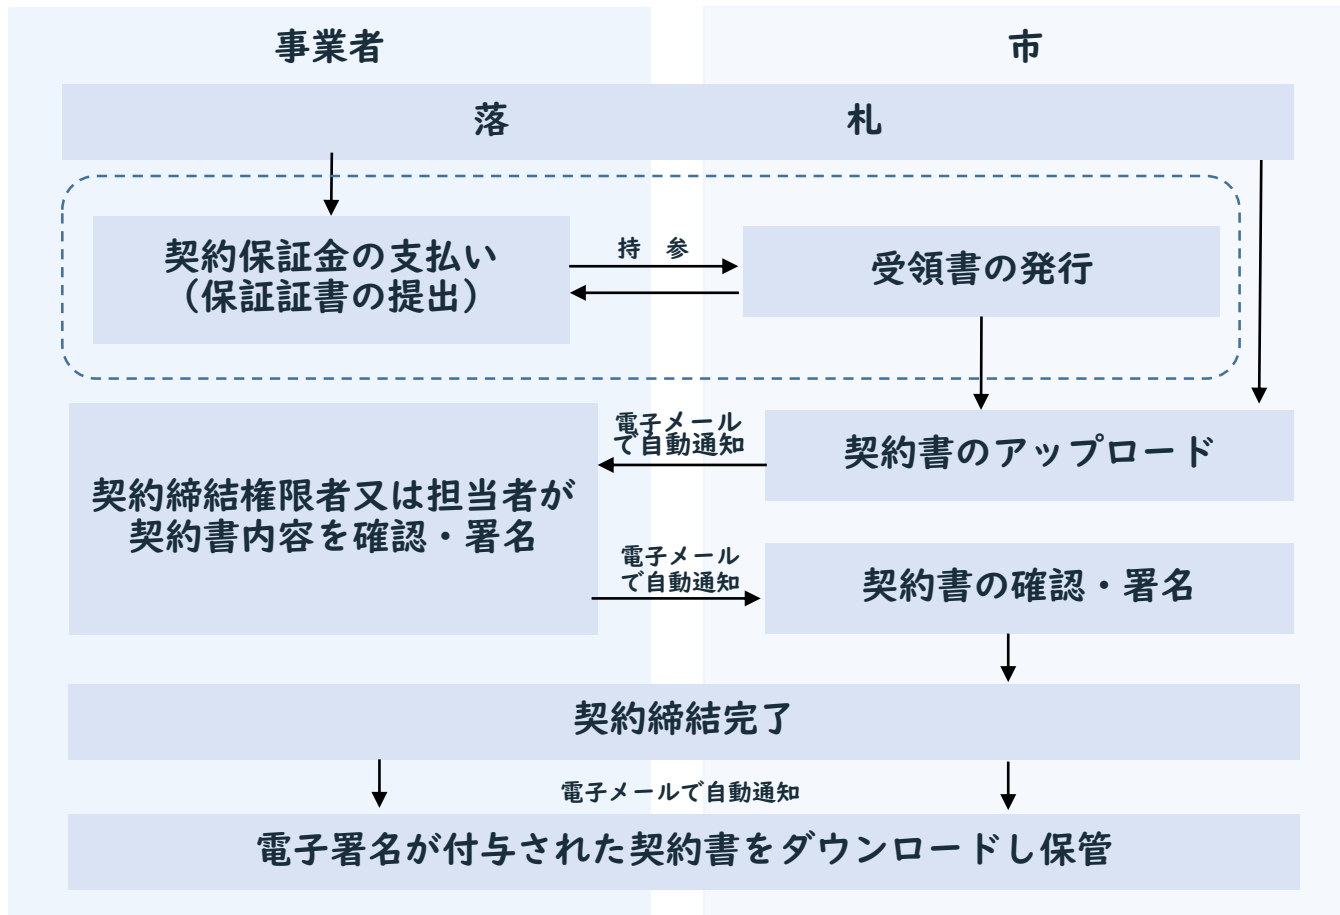 事業者
市
落 札
契約保証金の支払い
（保証証書の提出）
持 参
受領書の発行
電子メール
で自動通知
契約書のアップロード
契約締結権限者又は担当者が
契約書内容を確認・署名
電子メール
で自動通知
契約書の確認・署名
契約締結完了
電子メールで自動通知
電子署名が付与された契約書をダウンロードし保管